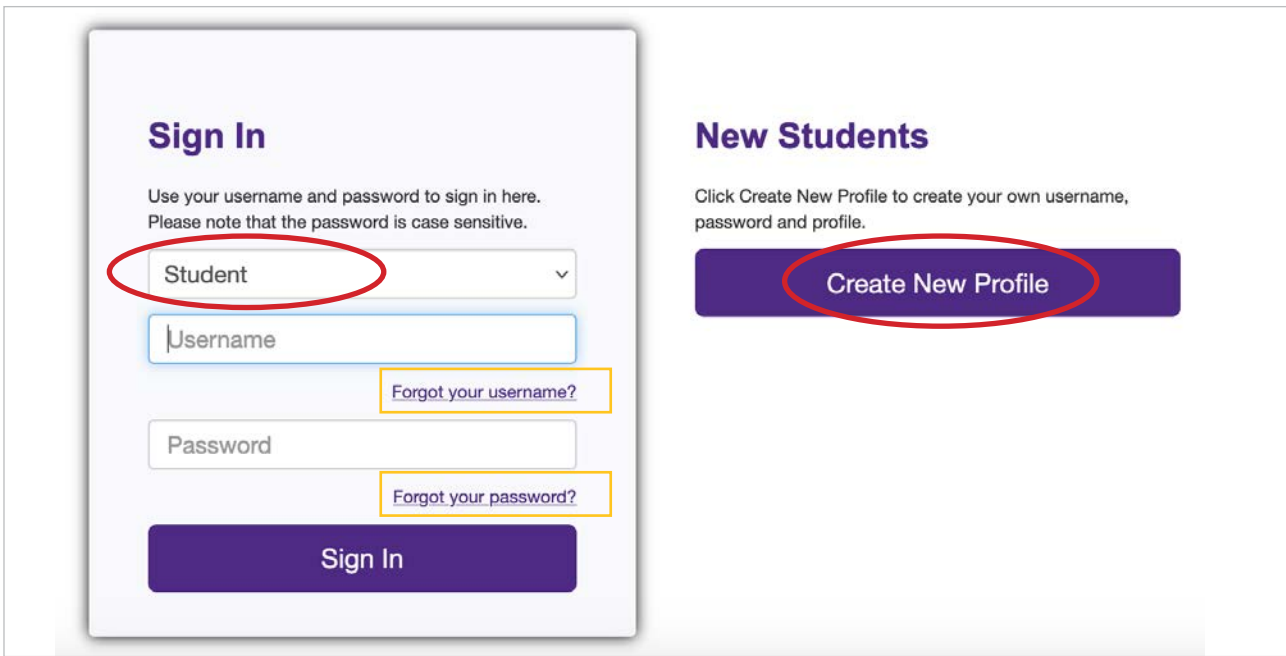 Sign In
Use your username and password to sign in here.
Please note that the password is case sensitive.
Student
Username
Forgot your username?
Password
Forgot your password?
Sign In
New Students
Click Create New Profile to create your own username,
password and profile.
Create New Profile